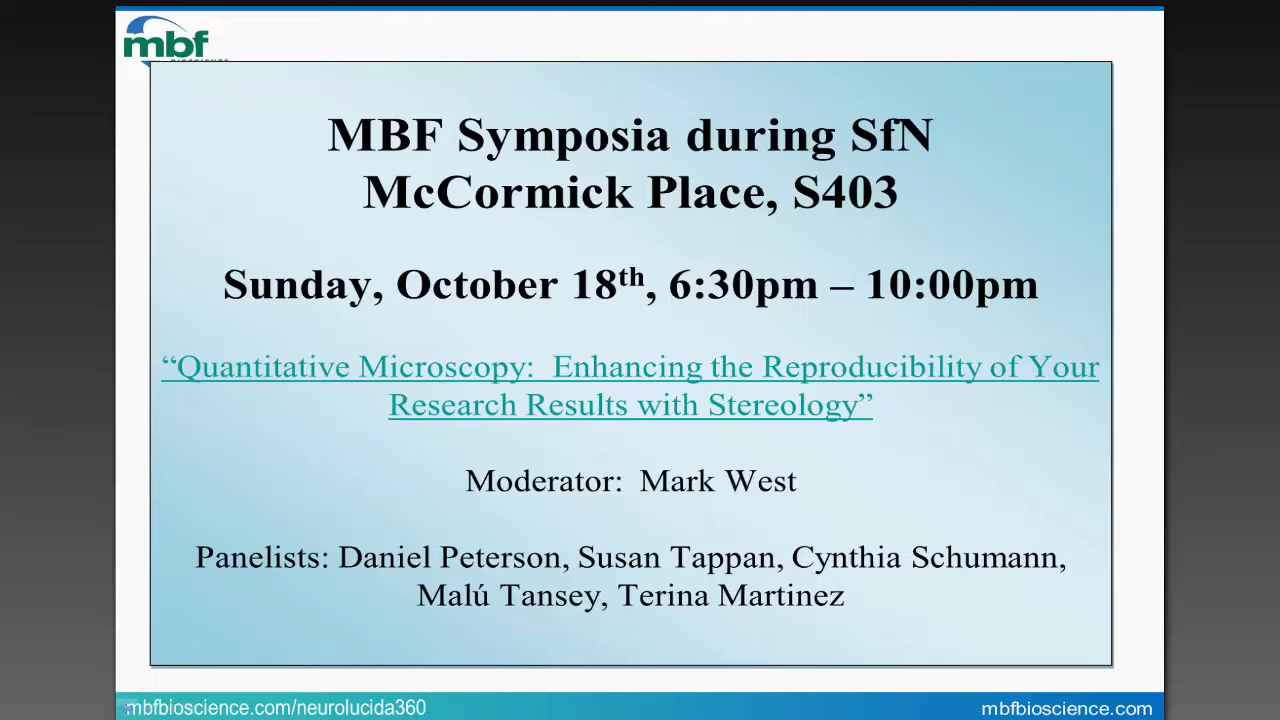 mbf
BIOSCIENCE
MBF Symposia during SfN
McCormick Place, S403
Sunday, October 18th, 6:30pm – 10:00pm
“Quantitative Microscopy:  Enhancing the Reproducibility of Your
Research Results with Stereology”
Moderator:  Mark West
Panelists: Daniel Peterson, Susan Tappan, Cynthia Schumann,
Malú Tansey, Terina Martinez
mbfbioscience.com/neurolucida360
mbfbioscience.com